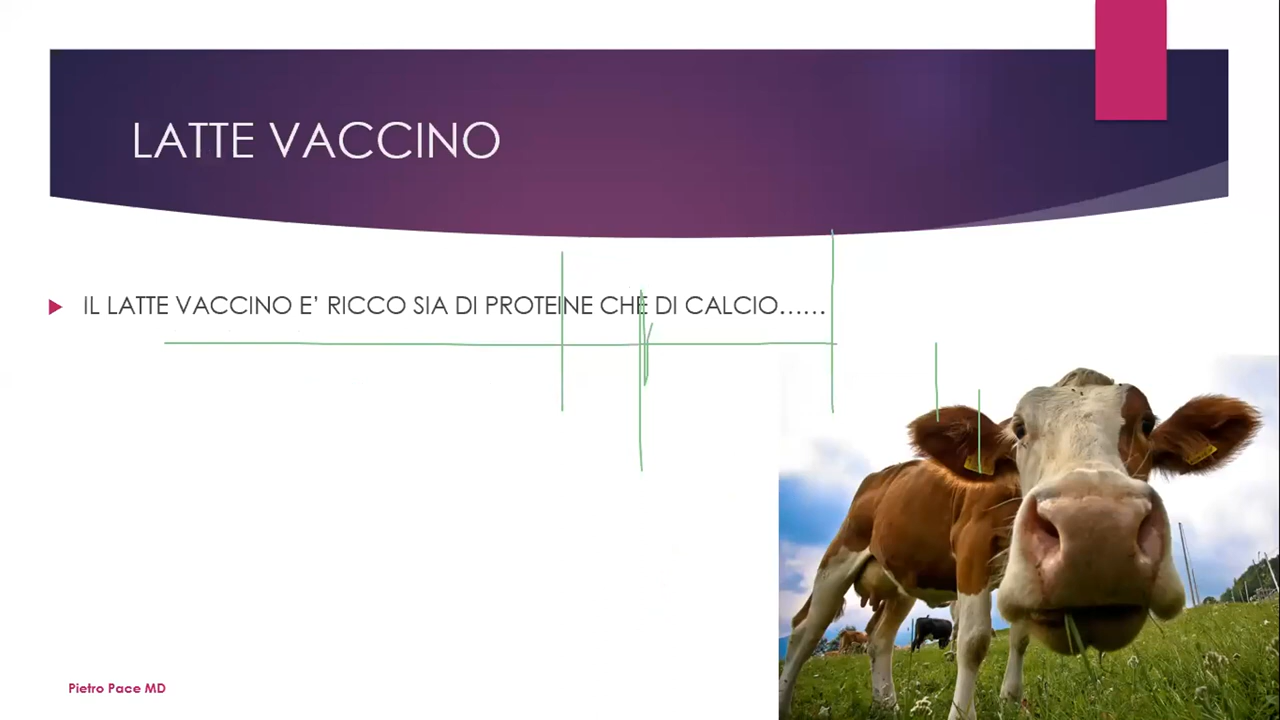 LATTE VACCINO
IL LATTE VACCINO E’ RICCO SIA DI PROTEINE CHE DI CALCIO……
Pietro Pace MD